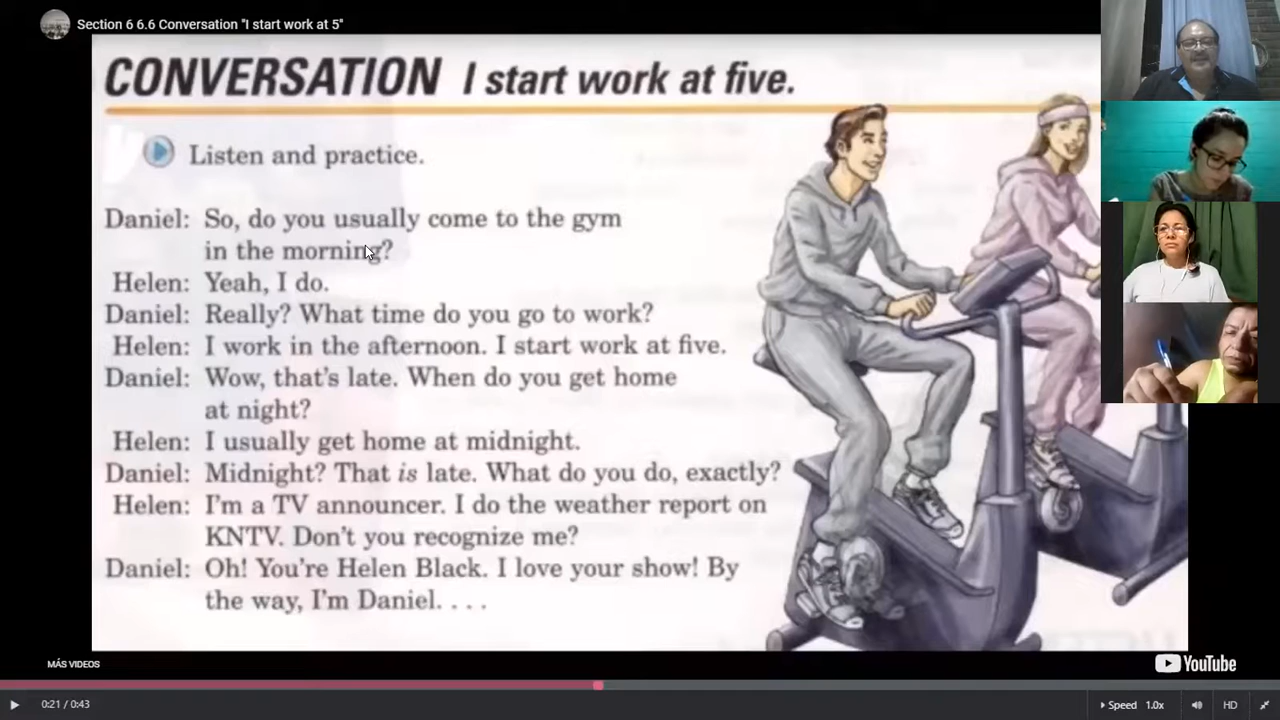 Section 6 6.6 Conversation "I start work at 5"
CONVERSATION I start work at five.
Listen and practice.
Daniel: So, do you usually come to the gym
in the morning?
Helen: Yeah, I do.
Daniel: Really? What time do you go to work?
Helen: I work in the afternoon. I start work at five.
Daniel: Wow, that's late. When do you get home
at night?
Helen: I usually get home at midnight.
Daniel: Midnight? That is late. What do you do, exactly?
Helen: I'm a TV announcer. I do the weather report on
KNTV. Don't you recognize me?
Daniel: Oh! You're Helen Black. I love your show! By
the way, I'm Daniel. . . .
MÁS VIDEOS
YouTube
0:21 / 0:43
Speed 1.0x
HD